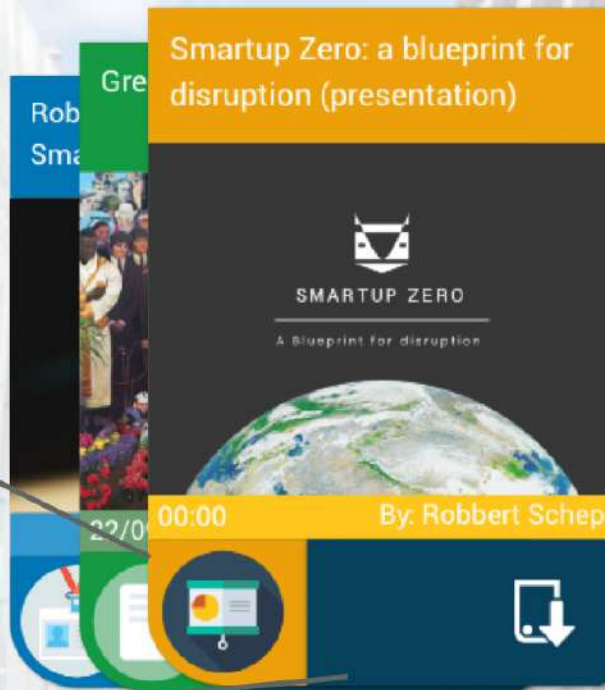 Smartup Zero: a blueprint for
disruption (presentation)
Gre
Rob
Sma
SMARTUP ZERO
A Blueprint for disruption
00:00
By: Robbert Schep
22/09